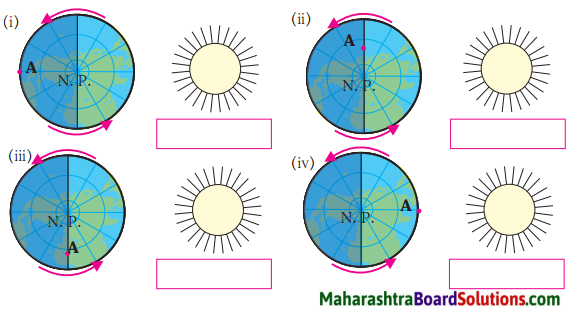 (i)
A
N. P.
(ii)
A
N. P.
(iii)
N. P.
A
(iv)
A
N. P.
MaharashtraBoardSolutions.com